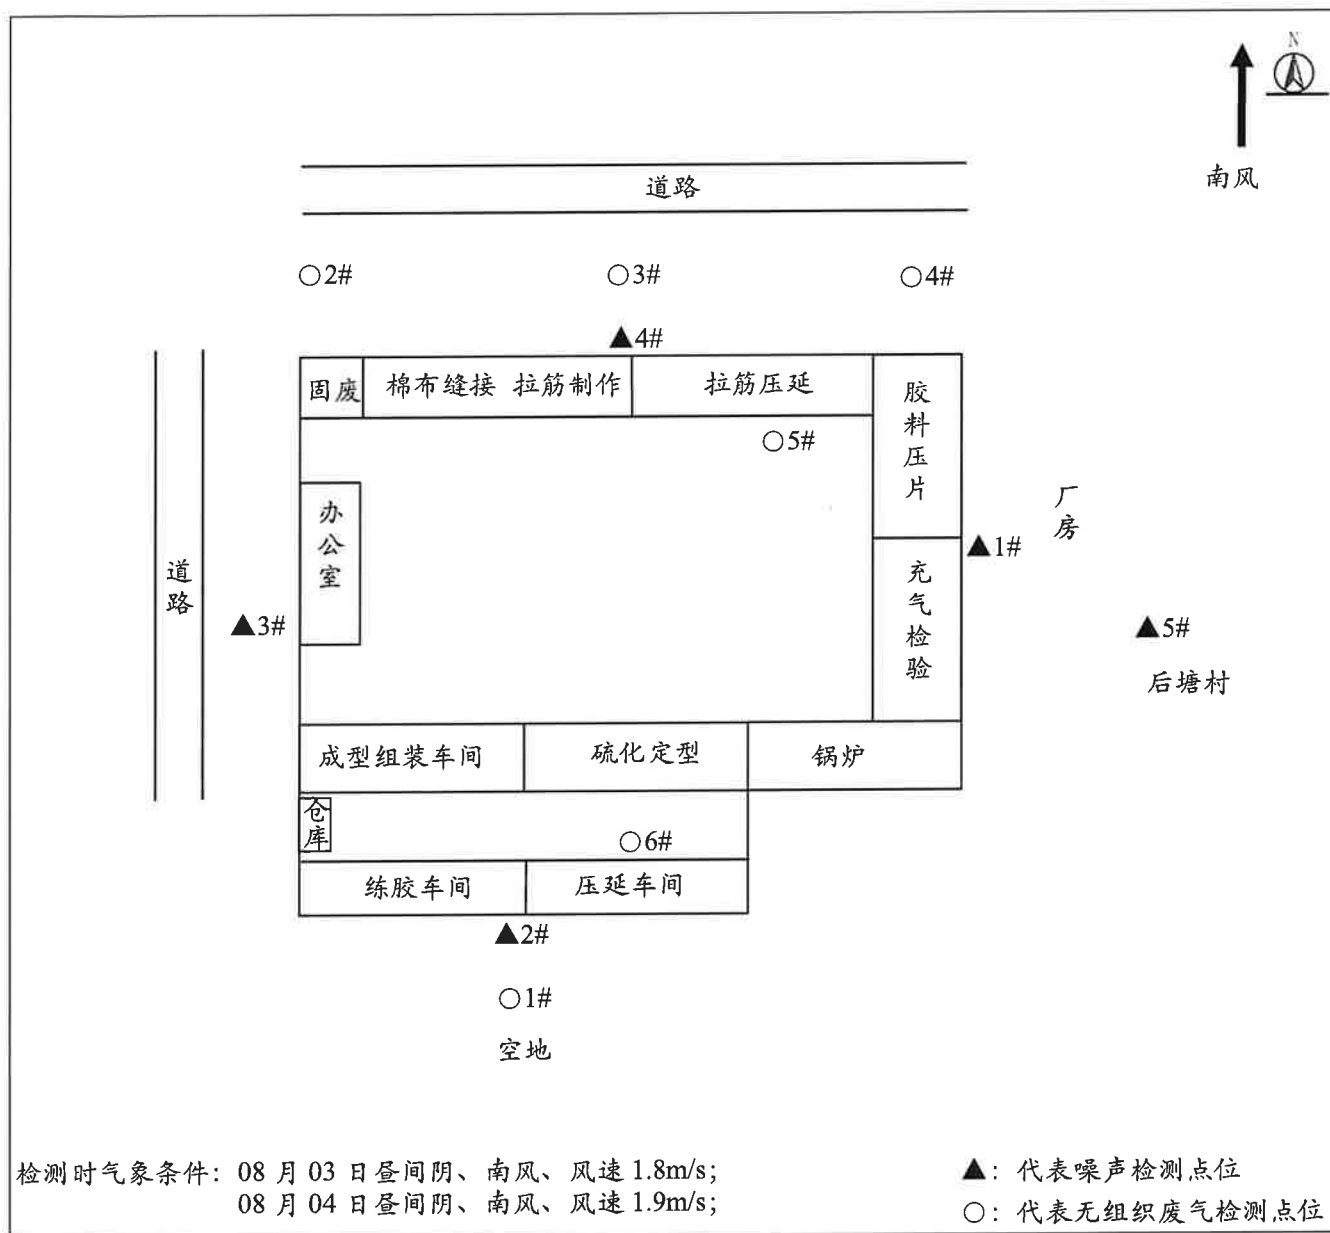 N
南风
道路
○2#
○3#
○4#
▲4#
固废
棉布缝接 拉筋制作
拉筋压延
胶料压片
○5#
办公室
厂房
▲1#
道路
充气检验
▲3#
▲5#
后塘村
成型组装车间
硫化定型
锅炉
仓库
○6#
练胶车间
压延车间
▲2#
○1#
空地
检测时气象条件：08 月 03 日昼间阴、南风、风速 1.8m/s；
08 月 04 日昼间阴、南风、风速 1.9m/s；
▲：代表噪声检测点位
○：代表无组织废气检测点位